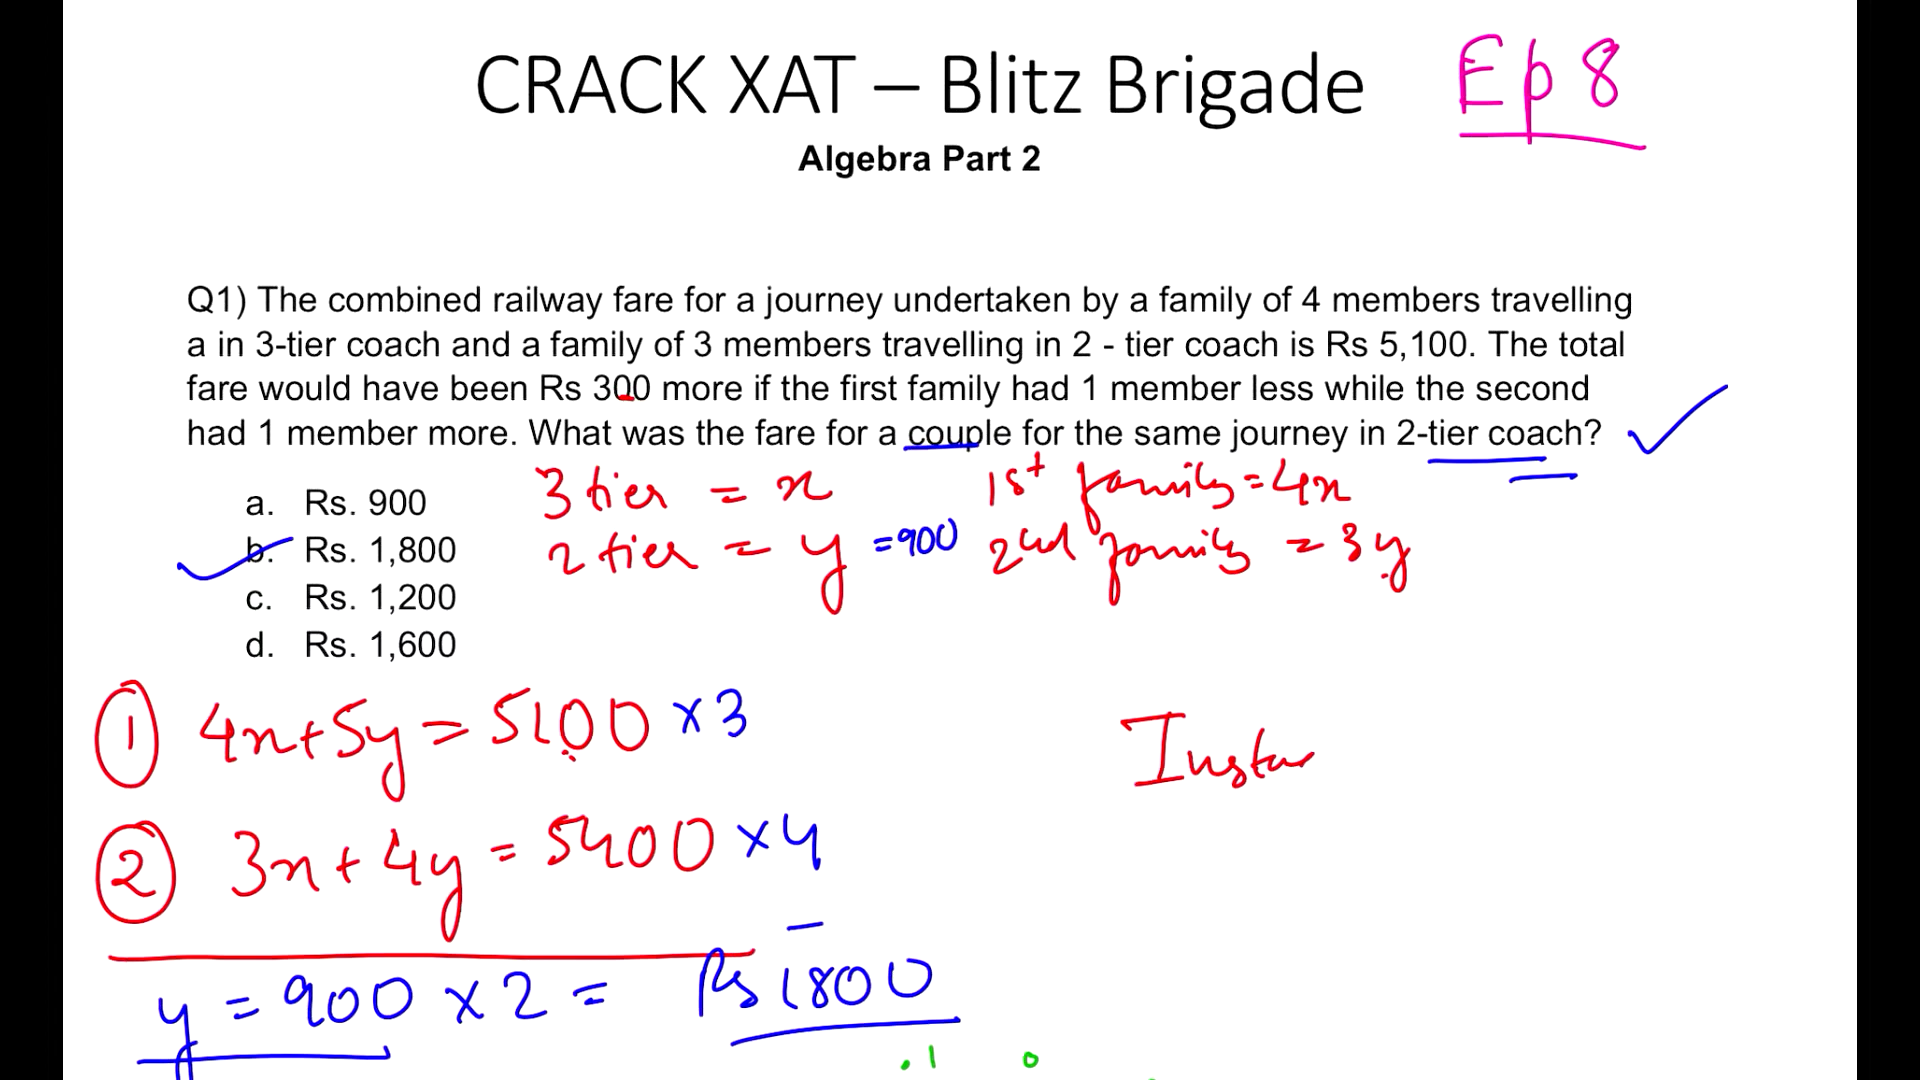 CRACK XAT – Blitz Brigade Ep 8
Algebra Part 2
Q1) The combined railway fare for a journey undertaken by a family of 4 members travelling
a in 3-tier coach and a family of 3 members travelling in 2 - tier coach is Rs 5,100. The total
fare would have been Rs 300 more if the first family had 1 member less while the second
had 1 member more. What was the fare for a couple for the same journey in 2-tier coach?
a. Rs. 900
b. Rs. 1,800
c. Rs. 1,200
d. Rs. 1,600
3 tier = x 1st family = 4x
2 tier = y = 900 2nd family = 3y
1 4x + 5y = 5100 × 3
Insta
2 3x + 4y = 5400 × 4
y = 900 × 2 = Rs 1800